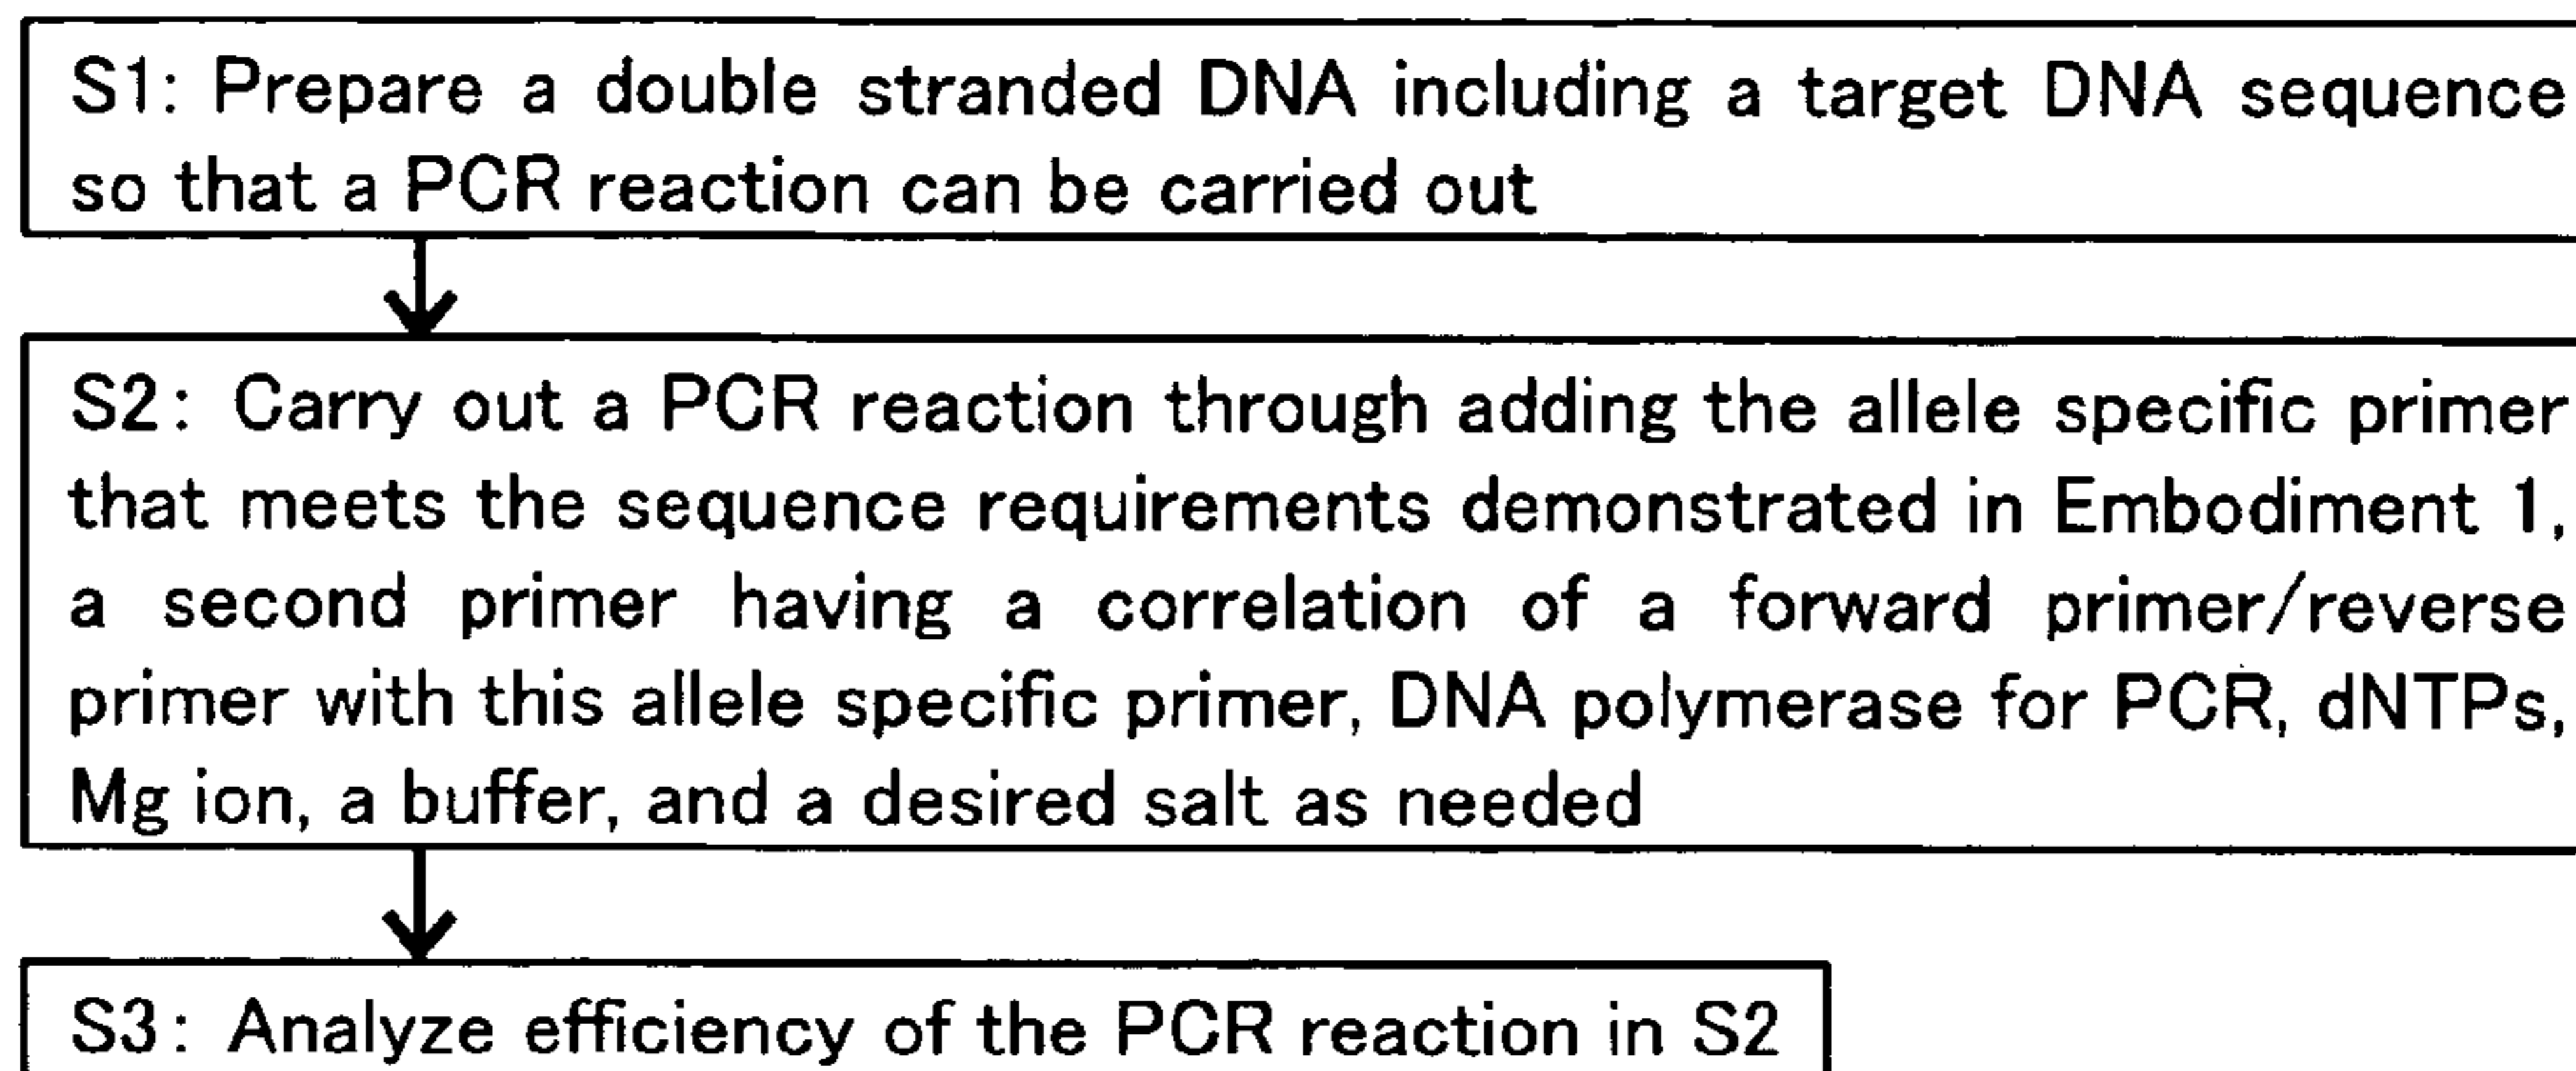 S1: Prepare a double stranded DNA including a target DNA sequence
so that a PCR reaction can be carried out
S2: Carry out a PCR reaction through adding the allele specific primer
that meets the sequence requirements demonstrated in Embodiment 1,
a second primer having a correlation of a forward primer/reverse
primer with this allele specific primer, DNA polymerase for PCR, dNTPs,
Mg ion, a buffer, and a desired salt as needed
S3: Analyze efficiency of the PCR reaction in S2